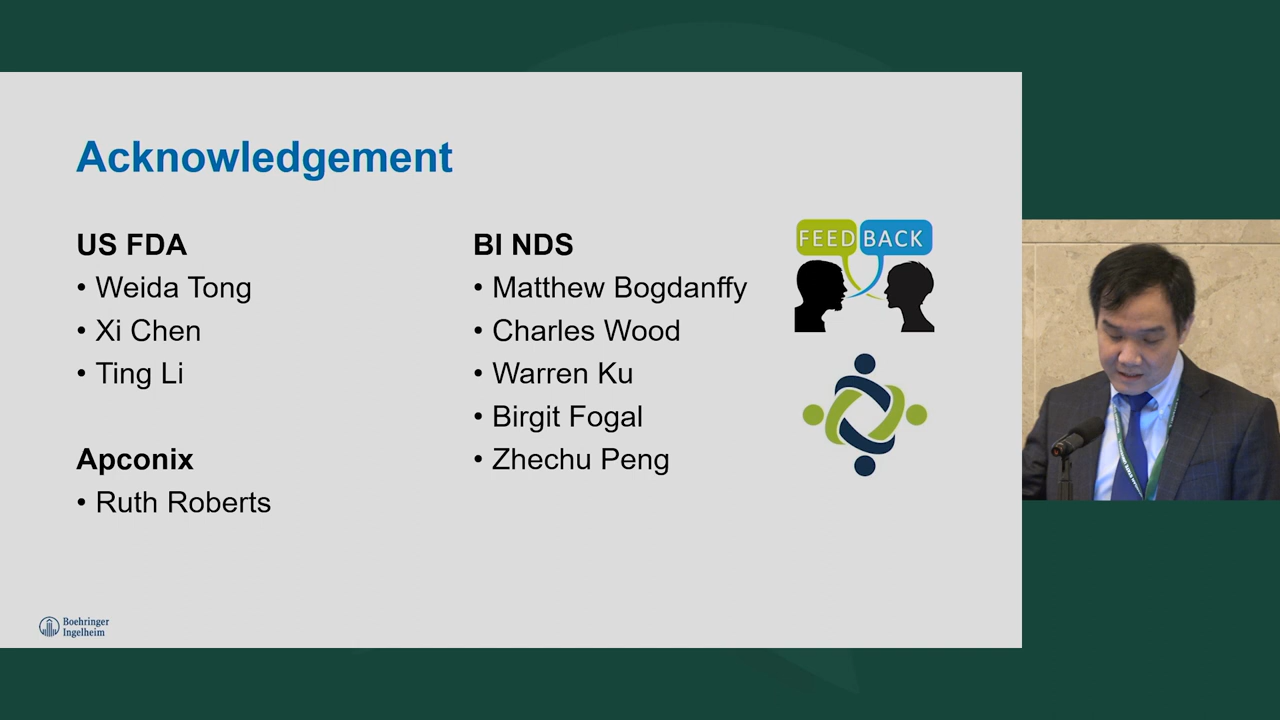 Acknowledgement
US FDA
• Weida Tong
• Xi Chen
• Ting Li
Apconix
• Ruth Roberts
BI NDS
• Matthew Bogdanffy
• Charles Wood
• Warren Ku
• Birgit Fogal
• Zhechu Peng
FEED BACK
Boehringer
Ingelheim